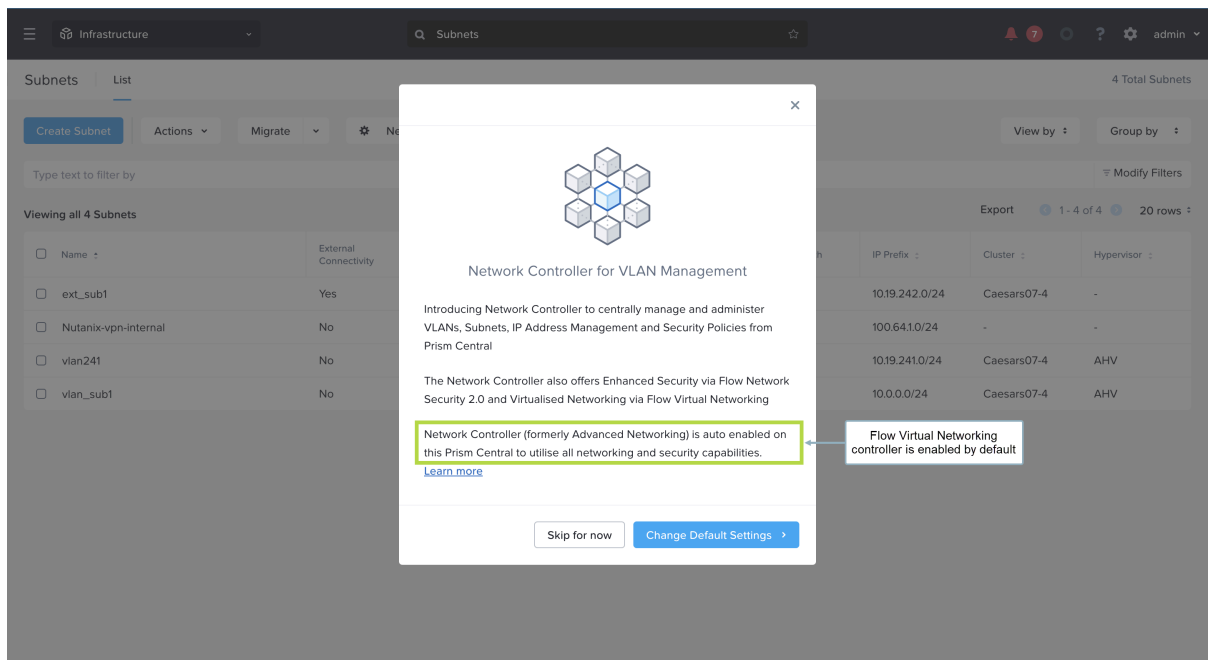 Infrastructure
Subnets
7
?
admin
Subnets
List
4 Total Subnets
Create Subnet
Actions
Migrate
Ne
View by
Group by
Type text to filter by
Modify Filters
Viewing all 4 Subnets
Export
1 - 4 of 4
20 rows
Name
External
Connectivity
h
IP Prefix
Cluster
Hypervisor
ext_sub1
Yes
10.19.242.0/24
Caesars07-4
-
Nutanix-vpn-internal
No
100.64.1.0/24
-
-
vlan241
No
10.19.241.0/24
Caesars07-4
AHV
vlan_sub1
No
10.0.0.0/24
Caesars07-4
AHV
Network Controller for VLAN Management
Introducing Network Controller to centrally manage and administer
VLANs, Subnets, IP Address Management and Security Policies from
Prism Central
The Network Controller also offers Enhanced Security via Flow Network
Security 2.0 and Virtualised Networking via Flow Virtual Networking
Network Controller (formerly Advanced Networking) is auto enabled on
this Prism Central to utilise all networking and security capabilities.
Learn more
Flow Virtual Networking
controller is enabled by default
Skip for now
Change Default Settings